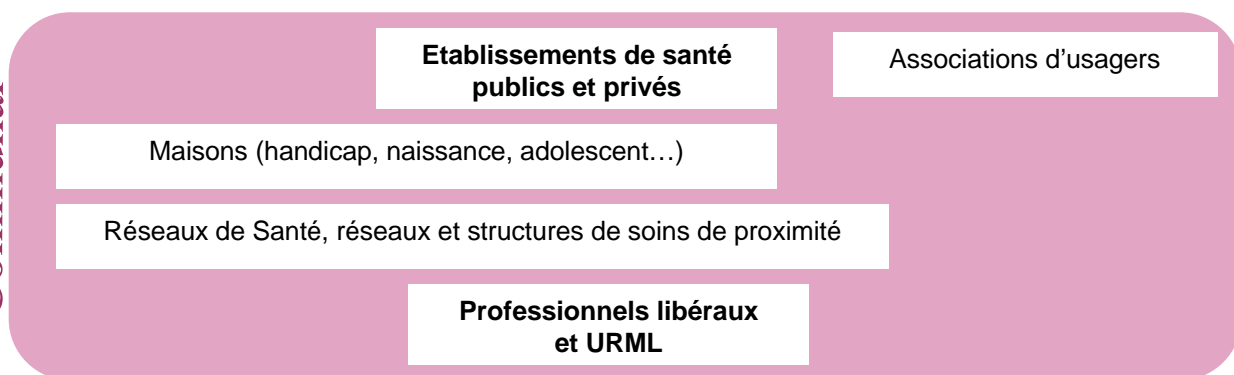 Etablissements de santé
publics et privés
Associations d’usagers
Maisons (handicap, naissance, adolescent…)
Réseaux de Santé, réseaux et structures de soins de proximité
Professionnels libéraux
et URML